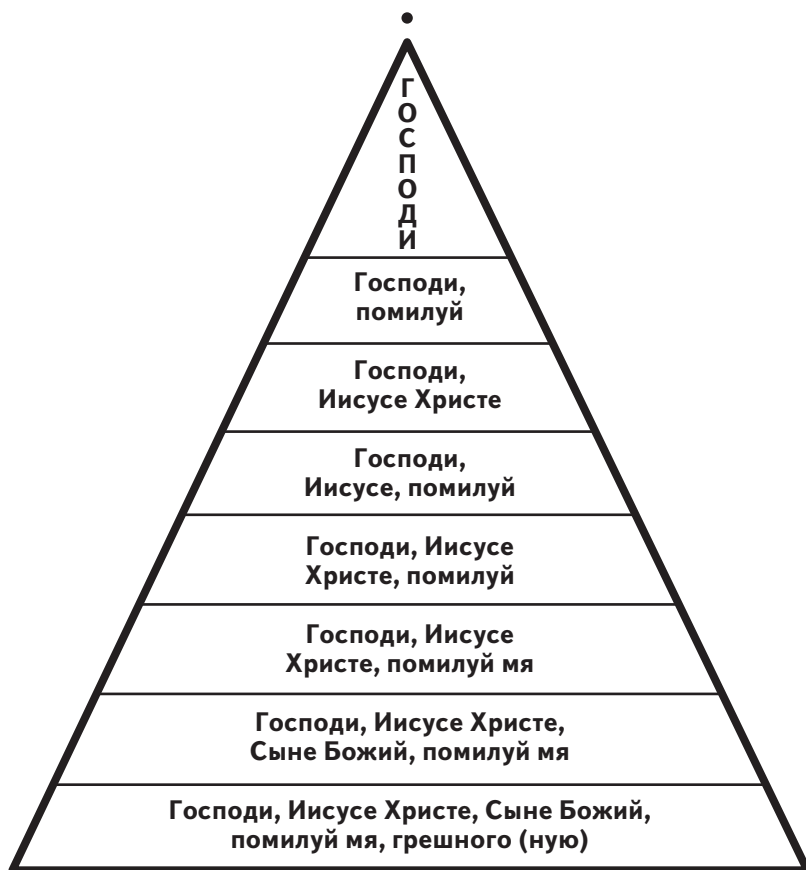 ГОСПОДИ
Господи,
помилуй
Господи,
Иисусе Христе
Господи,
Иисусе, помилуй
Господи, Иисусе
Христе, помилуй
Господи, Иисусе
Христе, помилуй мя
Господи, Иисусе Христе,
Сыне Божий, помилуй мя
Господи, Иисусе Христе, Сыне Божий,
помилуй мя, грешного (ную)